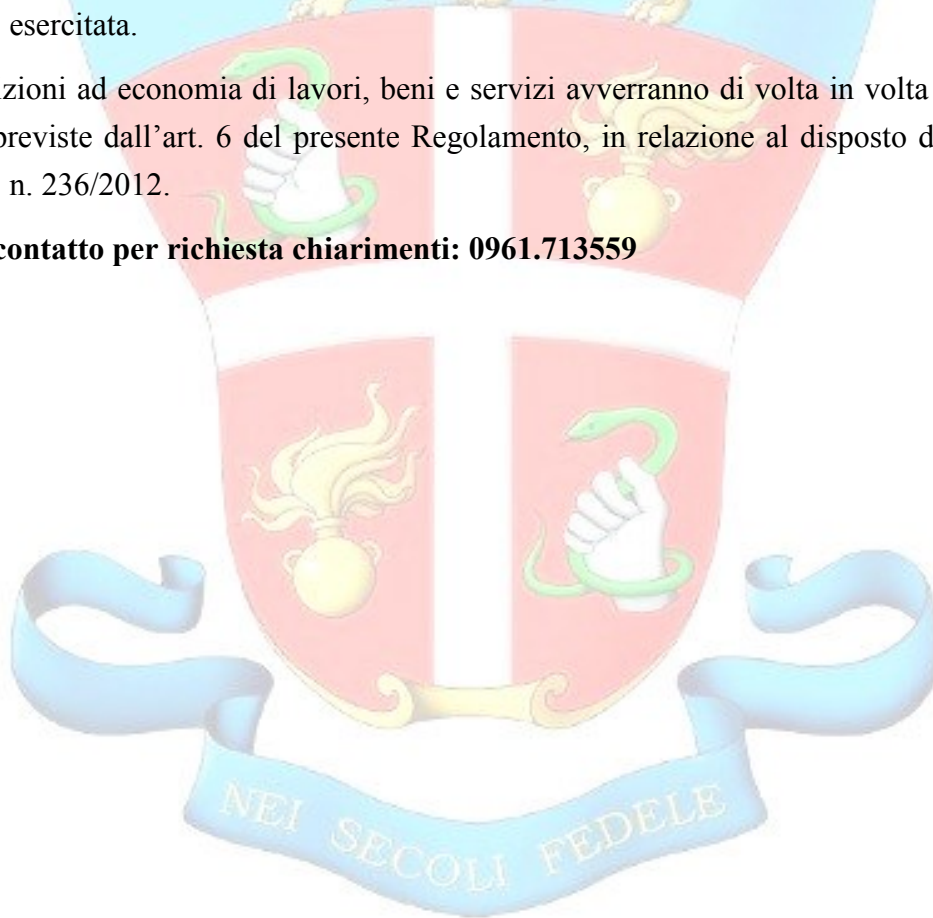 esercitata.
zioni ad economia di lavori, beni e servizi avverranno di volta in volta
previste dall’art. 6 del presente Regolamento, in relazione al disposto d
n. 236/2012.
contatto per richiesta chiarimenti: 0961.713559
NEI SECOLI FEDELE